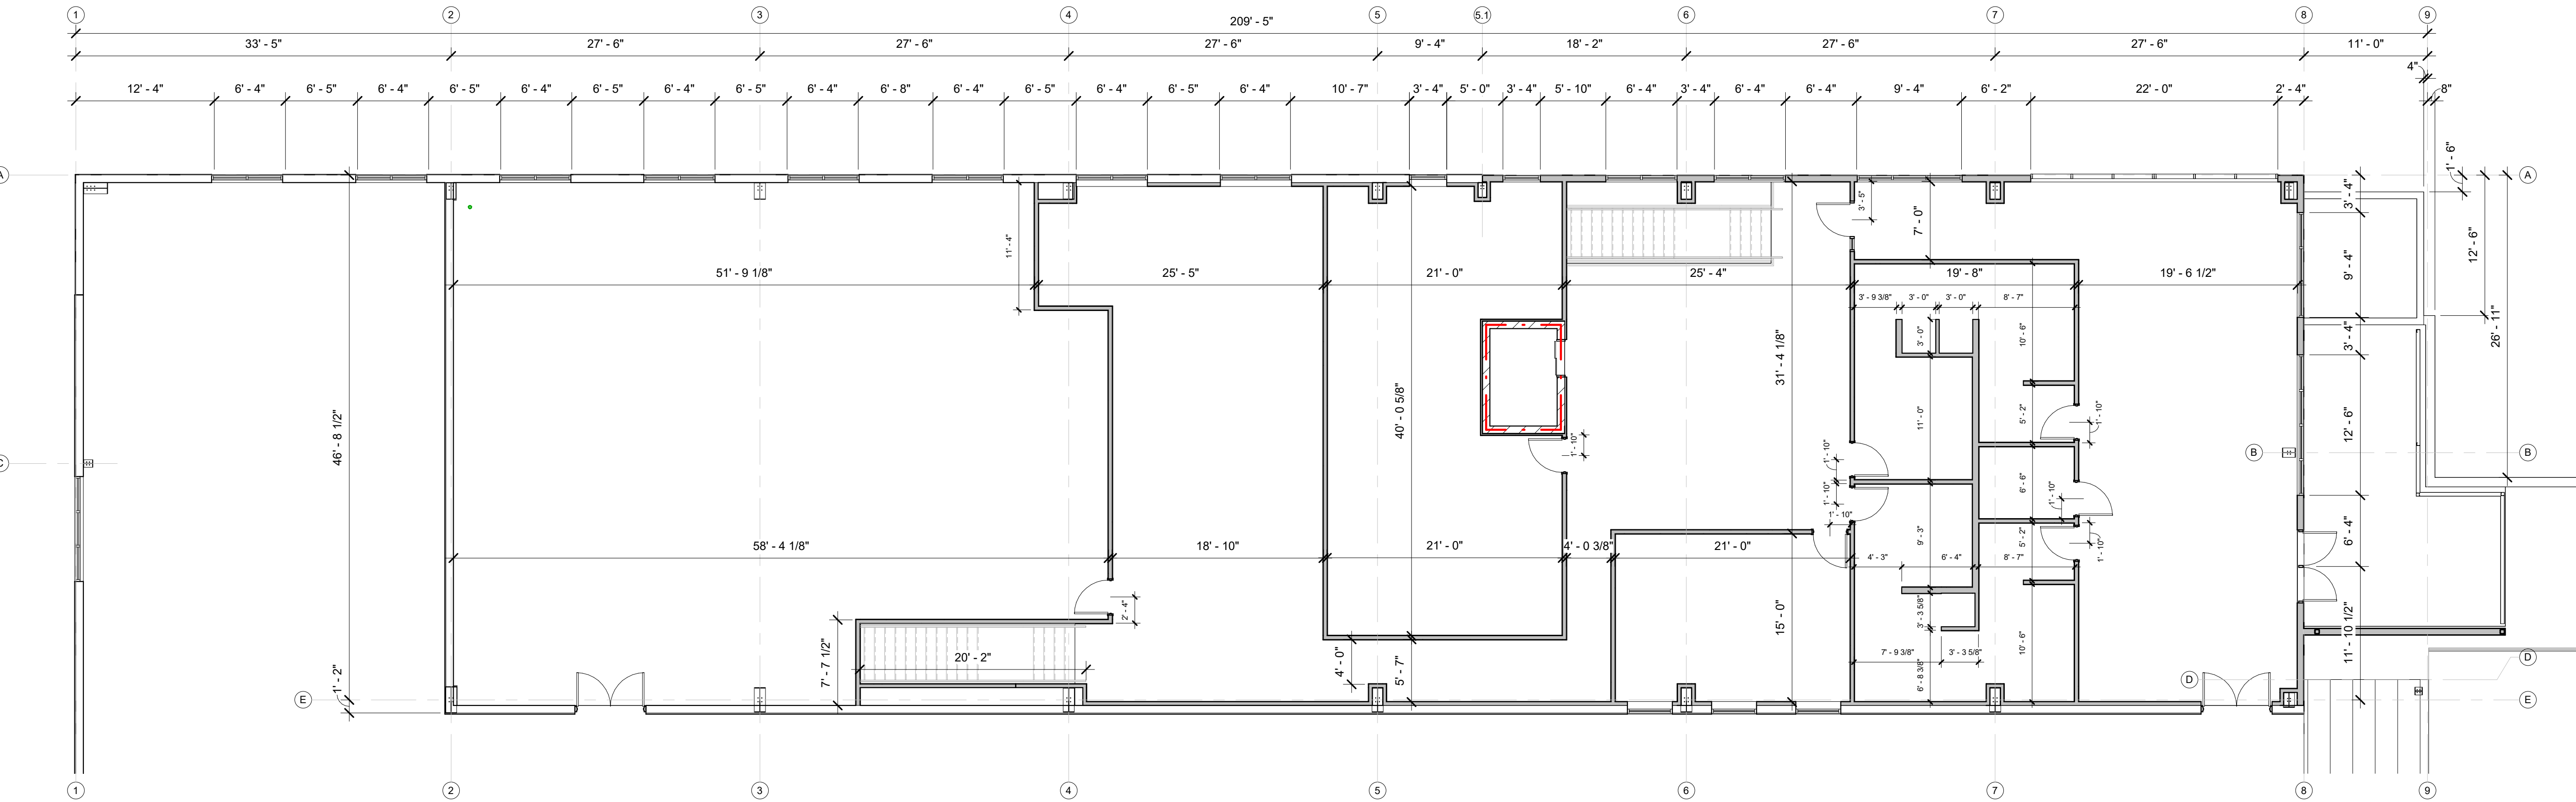 1 2 3 4 5 5.1 6 7 8 9
209' - 5"
33' - 5" 27' - 6" 27' - 6" 27' - 6" 9' - 4" 18' - 2" 27' - 6" 27' - 6" 11' - 0"
4"
12' - 4" 6' - 4" 6' - 5" 6' - 4" 6' - 5" 6' - 4" 6' - 5" 6' - 4" 6' - 5" 6' - 4" 6' - 8" 6' - 4" 6' - 5" 6' - 4" 6' - 5" 6' - 4" 10' - 7" 3' - 4" 5' - 0" 3' - 4" 5' - 10" 6' - 4" 3' - 4" 6' - 4" 6' - 4" 9' - 4" 6' - 2" 22' - 0" 2' - 4" 8"
1' - 6"
A A
3' - 4"
3' - 5"
7' - 0"
11' - 4"
12' - 6"
51' - 9 1/8" 25' - 5" 21' - 0" 25' - 4" 19' - 8" 19' - 6 1/2"
9' - 4"
3' - 9 3/8" 3' - 0" 3' - 0" 8' - 7"
26' - 11"
3' - 0"
10' - 6"
3' - 4"
31' - 4 1/8"
40' - 0 5/8"
46' - 8 1/2"
11' - 0"
5' - 2"
1' - 10"
12' - 6"
1' - 10"
B B
C
1' - 10"
1' - 10"
6' - 6"
1' - 10"
1' - 10"
6' - 4"
9' - 3"
5' - 2"
1' - 10"
58' - 4 1/8" 18' - 10" 21' - 0" 4' - 0 3/8" 21' - 0"
4' - 3" 6' - 4" 8' - 7"
2' - 4"
15' - 0"
3' - 3 5/8"
10' - 6"
11' - 10 1/2"
7' - 7 1/2"
20' - 2"
4' - 0"
5' - 7"
7' - 9 3/8" 3' - 3 5/8"
6' - 8 3/8"
1' - 2"
D D
E E
1 2 3 4 5 6 7 8 9